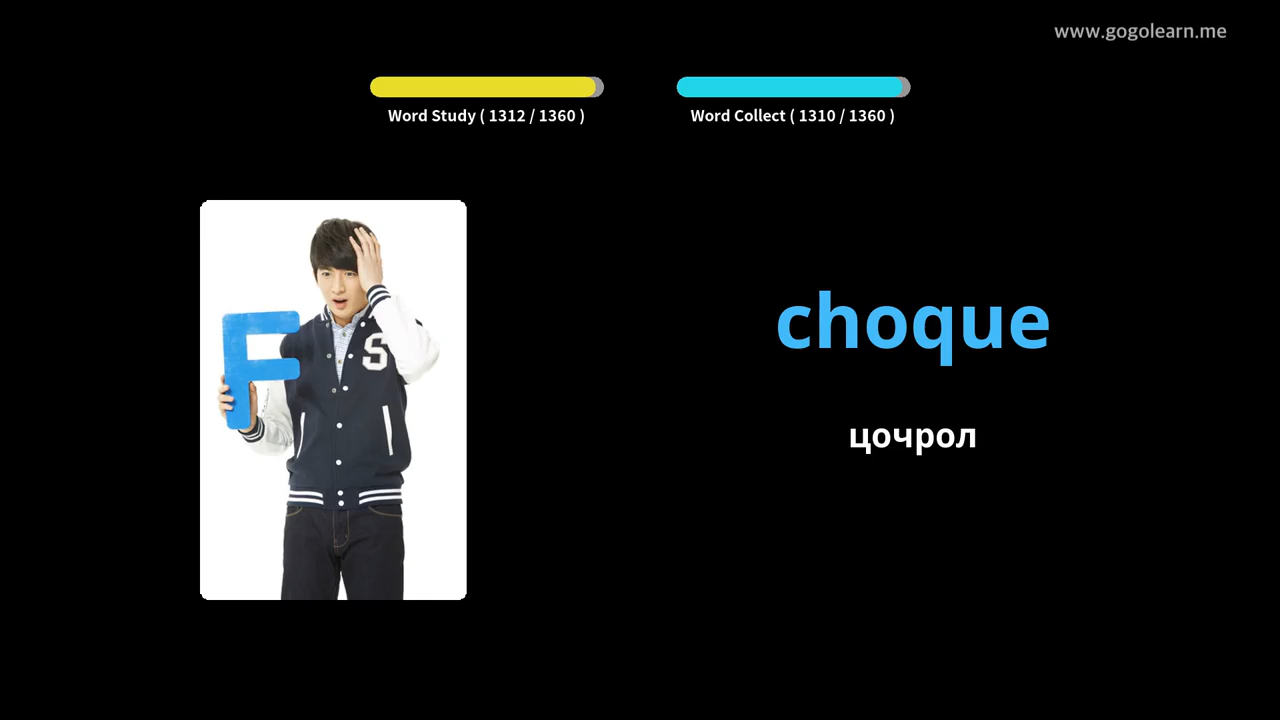 www.gogolearn.me
Word Study ( 1312 / 1360 )
Word Collect ( 1310 / 1360 )
F
S
choque
цочрол